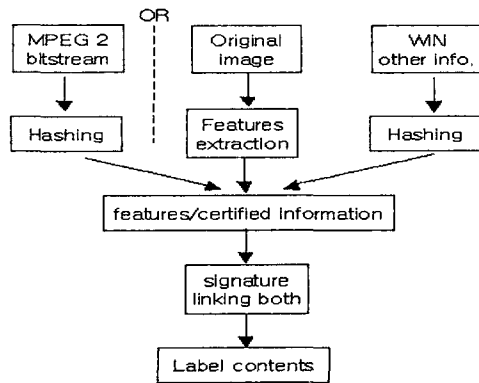 OR
MPEG 2
bitstream
Original
image
WIN
other info.
Hashing
Features
extraction
Hashing
features/certified information
signature
linking both
Label contents